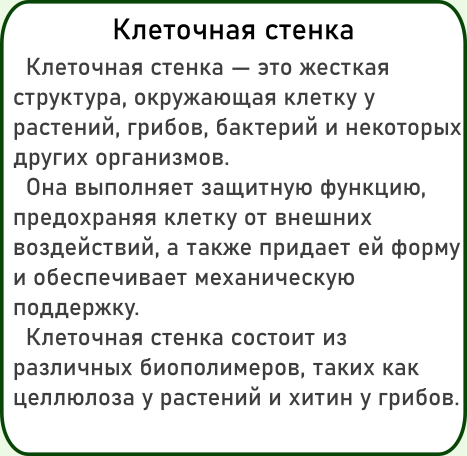 Клеточная стенка
Клеточная стенка — это жесткая
структура, окружающая клетку у
растений, грибов, бактерий и некоторых
других организмов.
Она выполняет защитную функцию,
предохраняя клетку от внешних
воздействий, а также придает ей форму
и обеспечивает механическую
поддержку.
Клеточная стенка состоит из
различных биополимеров, таких как
целлюлоза у растений и хитин у грибов.